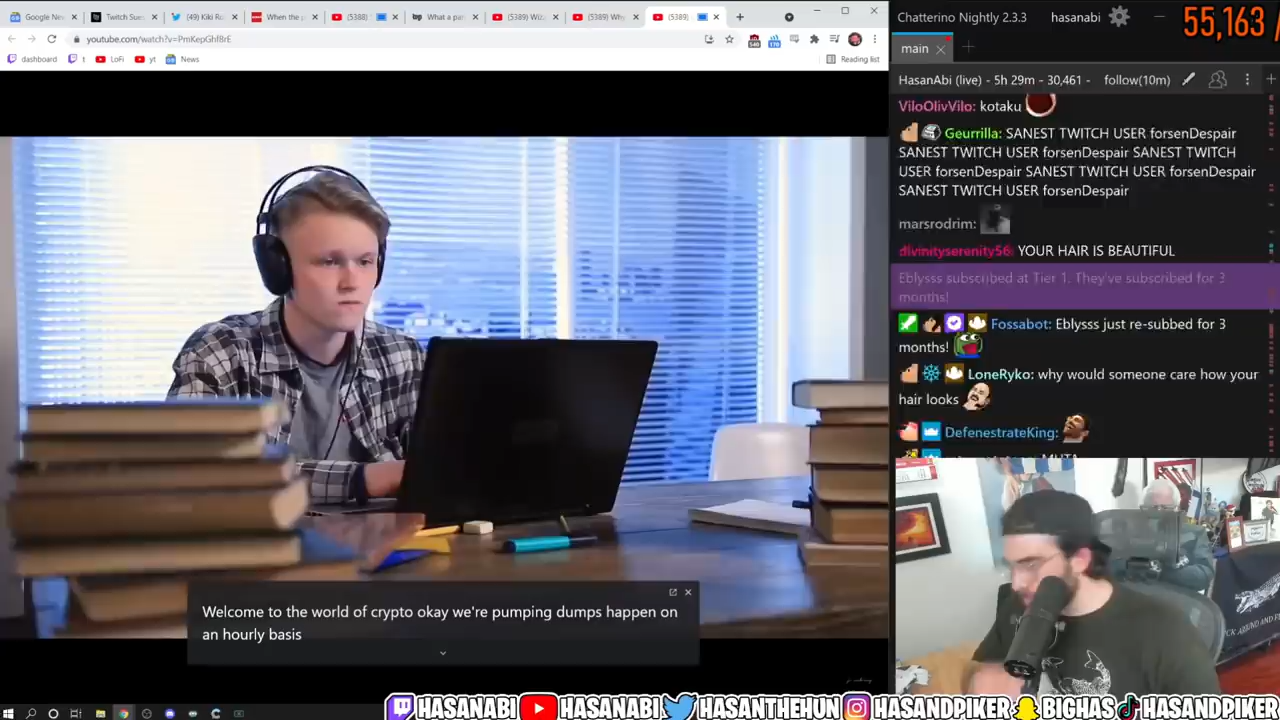 Google New
Twitch Sues
(49) Kiki Ro
When the p
(5388)
What a pa
(5389) Wiz
(5389) Why
(5389)
youtube.com/watch?v=PmKepGhf8rE
dashboard
t
LoFi
yt
News
Reading list
Welcome to the world of crypto okay we're pumping dumps happen on
an hourly basis
Chatterino Nightly 2.3.3
hasanabi
55,163 /
main
HasanAbi (live) - 5h 29m - 30,461 -
follow(10m)
ViloOlivVilo: kotaku
Geurrilla: SANEST TWITCH USER forsenDespair
SANEST TWITCH USER forsenDespair SANEST TWITCH
USER forsenDespair SANEST TWITCH USER forsenDespair
SANEST TWITCH USER forsenDespair
marsrodrim:
divinityserenity56: YOUR HAIR IS BEAUTIFUL
Eblysss subscribed at Tier 1. They've subscribed for 3
months!
Fossabot: Eblysss just re-subbed for 3
months!
LoneRyko: why would someone care how your
hair looks
DefenestrateKing:
HASANABI
HASANABI
HASANTHEHUN
HASANDPIKER
BIGHAS
HASANDPIKER